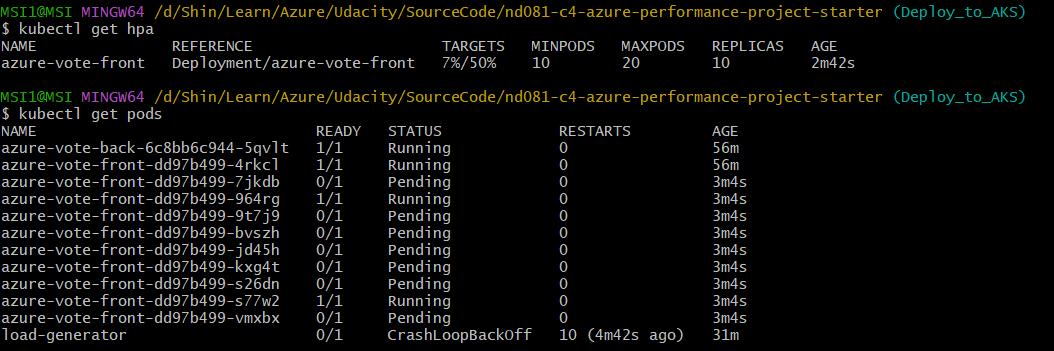 MSI1@MSI MINGW64 /d/Shin/Learn/Azure/Udacity/SourceCode/nd081-c4-azure-performance-project-starter (Deploy_to_AKS)
$ kubectl get hpa
NAME REFERENCE TARGETS MINPODS MAXPODS REPLICAS AGE
azure-vote-front Deployment/azure-vote-front 7%/50% 10 20 10 2m42s
MSI1@MSI MINGW64 /d/Shin/Learn/Azure/Udacity/SourceCode/nd081-c4-azure-performance-project-starter (Deploy_to_AKS)
$ kubectl get pods
NAME READY STATUS RESTARTS AGE
azure-vote-back-6c8bb6c944-5qvlt 1/1 Running 0 56m
azure-vote-front-dd97b499-4rkcl 1/1 Running 0 56m
azure-vote-front-dd97b499-7jkdb 0/1 Pending 0 3m4s
azure-vote-front-dd97b499-964rg 1/1 Running 0 3m4s
azure-vote-front-dd97b499-9t7j9 0/1 Pending 0 3m4s
azure-vote-front-dd97b499-bvszh 0/1 Pending 0 3m4s
azure-vote-front-dd97b499-jd45h 0/1 Pending 0 3m4s
azure-vote-front-dd97b499-kxg4t 0/1 Pending 0 3m4s
azure-vote-front-dd97b499-s26dn 0/1 Pending 0 3m4s
azure-vote-front-dd97b499-s77w2 1/1 Running 0 3m4s
azure-vote-front-dd97b499-vmxbx 0/1 Pending 0 3m4s
load-generator 0/1 CrashLoopBackOff 10 (4m42s ago) 31m